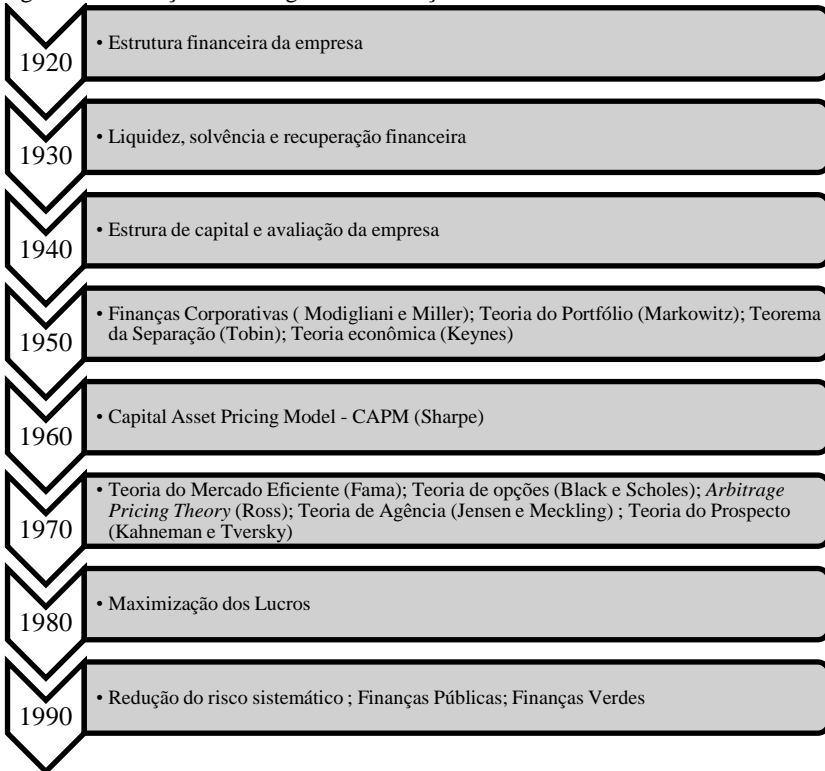 1920
• Estrutura financeira da empresa
1930
• Liquidez, solvência e recuperação financeira
1940
• Estrura de capital e avaliação da empresa
1950
• Finanças Corporativas ( Modigliani e Miller); Teoria do Portfólio (Markowitz); Teorema
da Separação (Tobin); Teoria econômica (Keynes)
1960
• Capital Asset Pricing Model - CAPM (Sharpe)
1970
• Teoria do Mercado Eficiente (Fama); Teoria de opções (Black e Scholes); Arbitrage
Pricing Theory (Ross); Teoria de Agência (Jensen e Meckling) ; Teoria do Prospecto
(Kahneman e Tversky)
1980
• Maximização dos Lucros
1990
• Redução do risco sistemático ; Finanças Públicas; Finanças Verdes